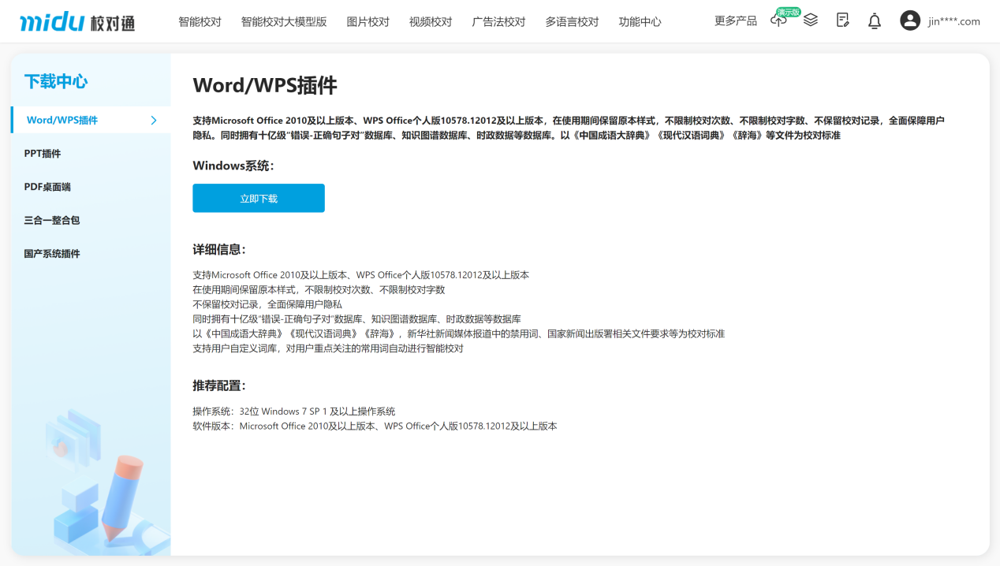 midu 校对通
智能校对 智能校对大模型版 图片校对 视频校对 广告法校对 多语言校对 功能中心 更多产品 演示版 jin****.com
下载中心
Word/WPS插件
PPT插件
PDF桌面端
三合一整合包
国产系统插件
Word/WPS插件
支持Microsoft Office 2010及以上版本、WPS Office个人版10578.12012及以上版本，在使用期间保留原本样式，不限制校对次数、不限制校对字数、不保留校对记录，全面保障用户
隐私。同时拥有十亿级“错误-正确句子对”数据库、知识图谱数据库、时政数据等数据库。以《中国成语大辞典》《现代汉语词典》《辞海》等文件为校对标准
Windows系统：
立即下载
详细信息：
支持Microsoft Office 2010及以上版本、WPS Office个人版10578.12012及以上版本
在使用期间保留原本样式，不限制校对次数、不限制校对字数
不保留校对记录，全面保障用户隐私
同时拥有十亿级“错误-正确句子对”数据库、知识图谱数据库、时政数据等数据库
以《中国成语大辞典》《现代汉语词典》《辞海》，新华社新闻媒体报道中的禁用词、国家新闻出版署相关文件要求等为校对标准
支持用户自定义词库，对用户重点关注的常用词自动进行智能校对
推荐配置：
操作系统：32位 Windows 7 SP 1 及以上操作系统
软件版本：Microsoft Office 2010及以上版本、WPS Office个人版10578.12012及以上版本